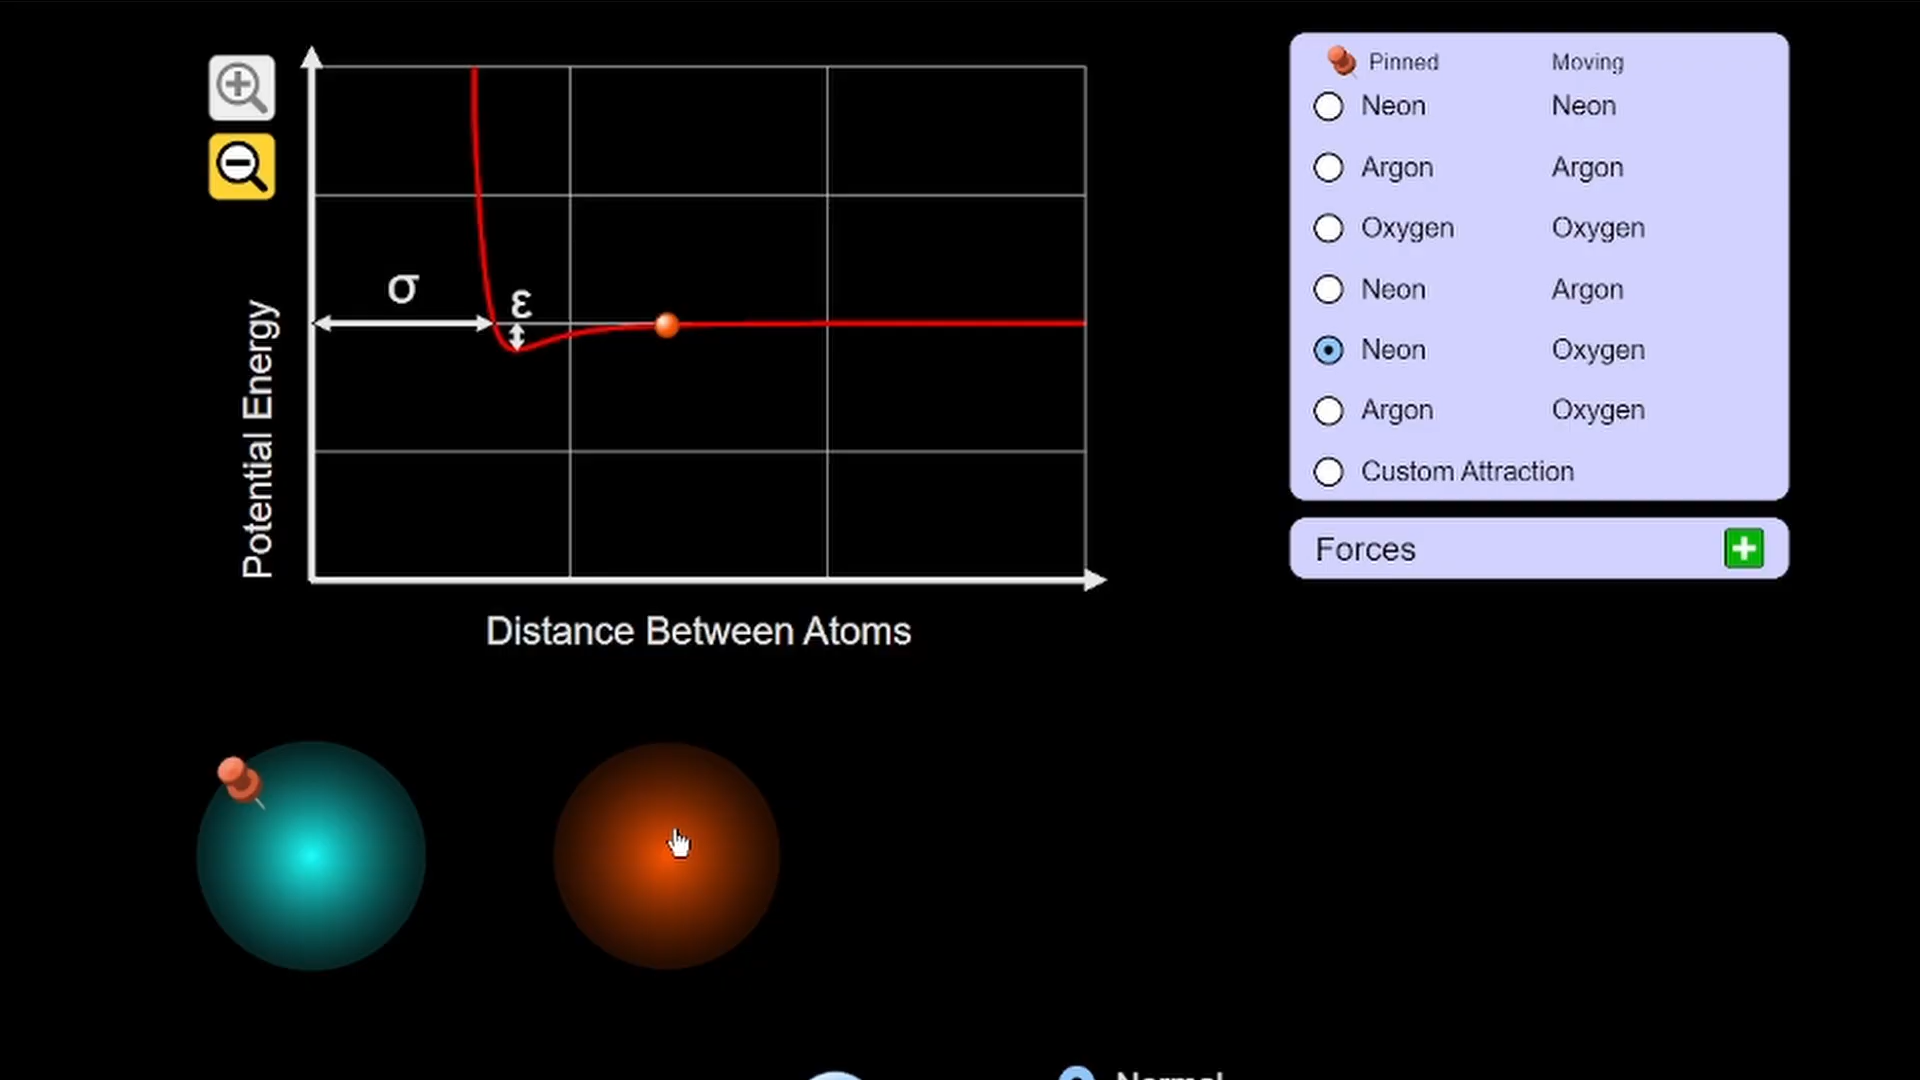 σ
ε
Potential Energy
Distance Between Atoms
Pinned Moving
Neon Neon
Argon Argon
Oxygen Oxygen
Neon Argon
Neon Oxygen
Argon Oxygen
Custom Attraction
Forces
Normal